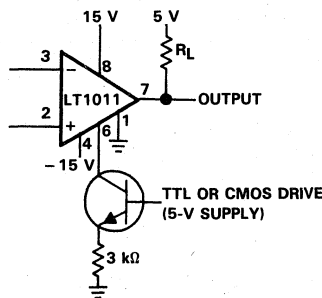 15 V
5 V
RL
3
−
8
LT1011
7
OUTPUT
2
+
6
1
4
−15 V
TTL OR CMOS DRIVE
(5-V SUPPLY)
3 kΩ